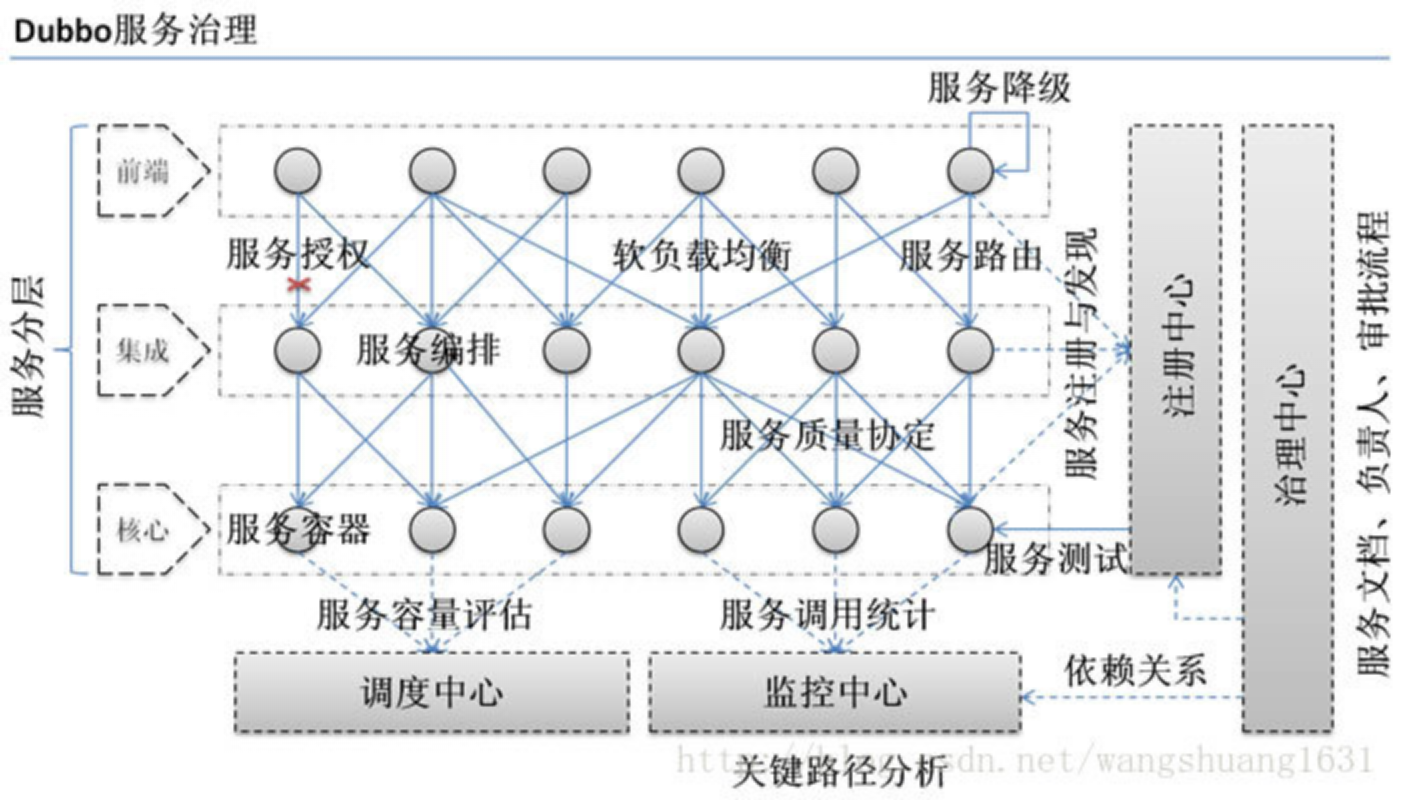 Dubbo服务治理
服务降级
前端
服务授权
软负载均衡
服务路由
服务分层
集成
服务编排
服务注册与发现
注册中心
治理中心
服务文档、负责人、审批流程
服务质量协定
核心
服务容器
服务测试
服务容量评估
服务调用统计
调度中心
监控中心
依赖关系
http://blog.csdn.net/wangshuang1631
关键路径分析